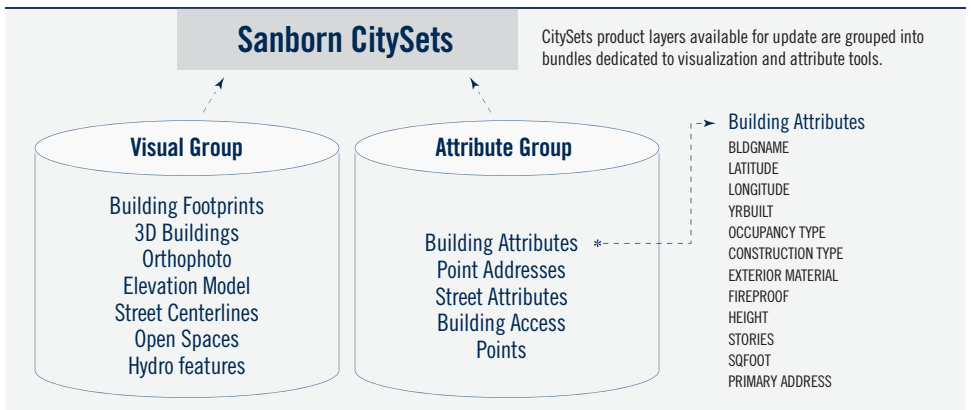 Sanborn CitySets
CitySets product layers available for update are grouped into
bundles dedicated to visualization and attribute tools.
Visual Group
Building Footprints
3D Buildings
Orthophoto
Elevation Model
Street Centerlines
Open Spaces
Hydro features
Attribute Group
Building Attributes *
Point Addresses
Street Attributes
Building Access
Points
Building Attributes
BLDGNAME
LATITUDE
LONGITUDE
YRBUILT
OCCUPANCY TYPE
CONSTRUCTION TYPE
EXTERIOR MATERIAL
FIREPROOF
HEIGHT
STORIES
SQFOOT
PRIMARY ADDRESS